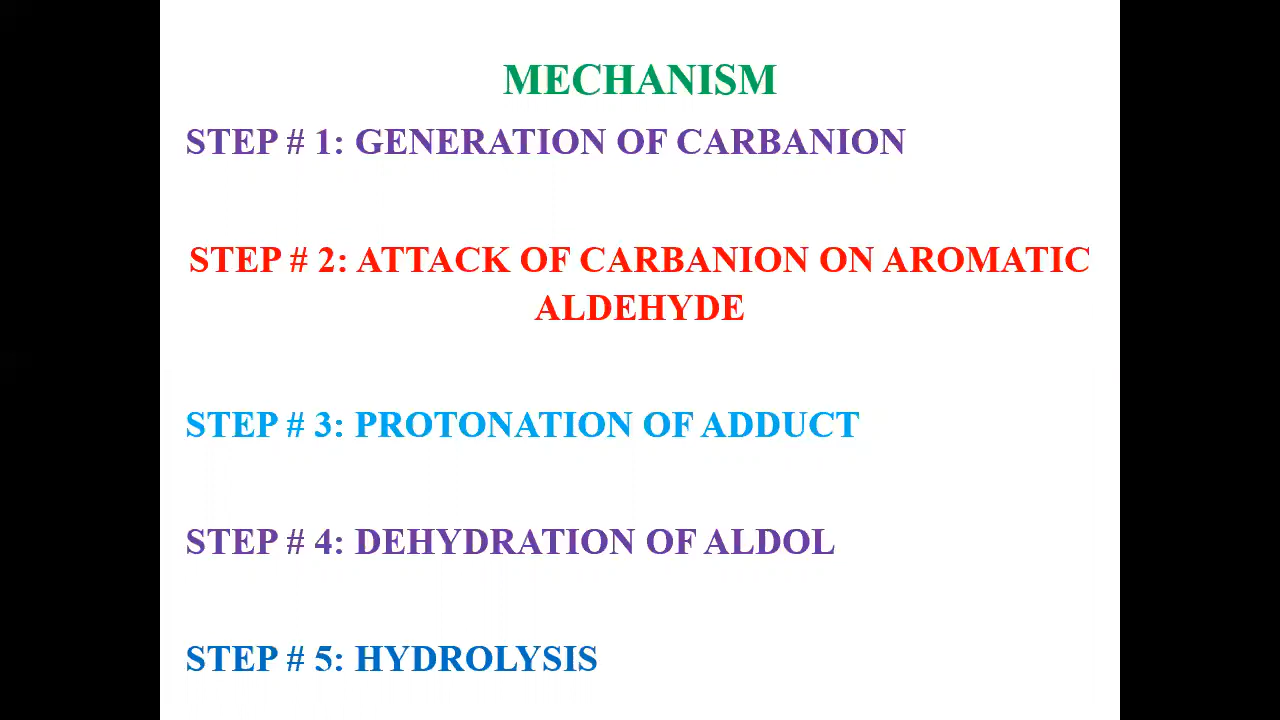 MECHANISM
STEP # 1: GENERATION OF CARBANION
STEP # 2: ATTACK OF CARBANION ON AROMATIC
ALDEHYDE
STEP # 3: PROTONATION OF ADDUCT
STEP # 4: DEHYDRATION OF ALDOL
STEP # 5: HYDROLYSIS